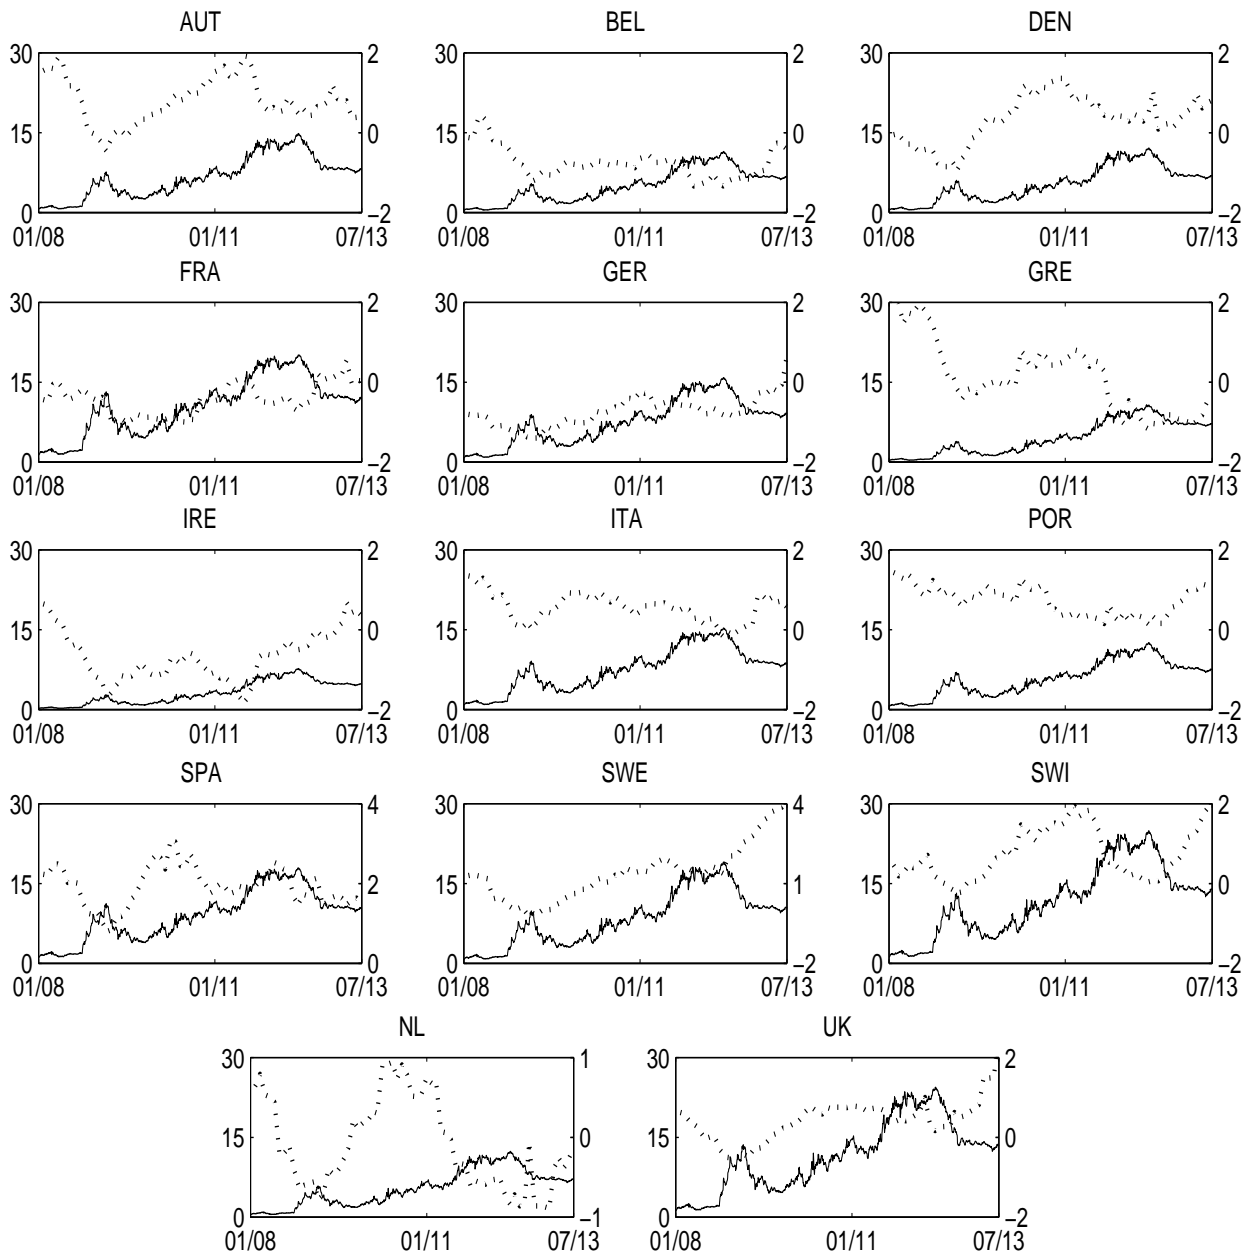 AUT BEL DEN
30 2 30 2 30 2
15 0 15 0 15 0
0 −2 0 −2 0 −2
01/08 01/11 07/13 01/08 01/11 07/13 01/08 01/11 07/13
FRA GER GRE
30 2 30 2 30 2
15 0 15 0 15 0
0 −2 0 −2 0 −2
01/08 01/11 07/13 01/08 01/11 07/13 01/08 01/11 07/13
IRE ITA POR
30 2 30 2 30 2
15 0 15 0 15 0
0 −2 0 −2 0 −2
01/08 01/11 07/13 01/08 01/11 07/13 01/08 01/11 07/13
SPA SWE SWI
30 4 30 4 30 2
15 2 15 1 15 0
0 0 0 −2 0 −2
01/08 01/11 07/13 01/08 01/11 07/13 01/08 01/11 07/13
NL UK
30 1 30 2
15 0 15 0
0 −1 0 −2
01/08 01/11 07/13 01/08 01/11 07/13